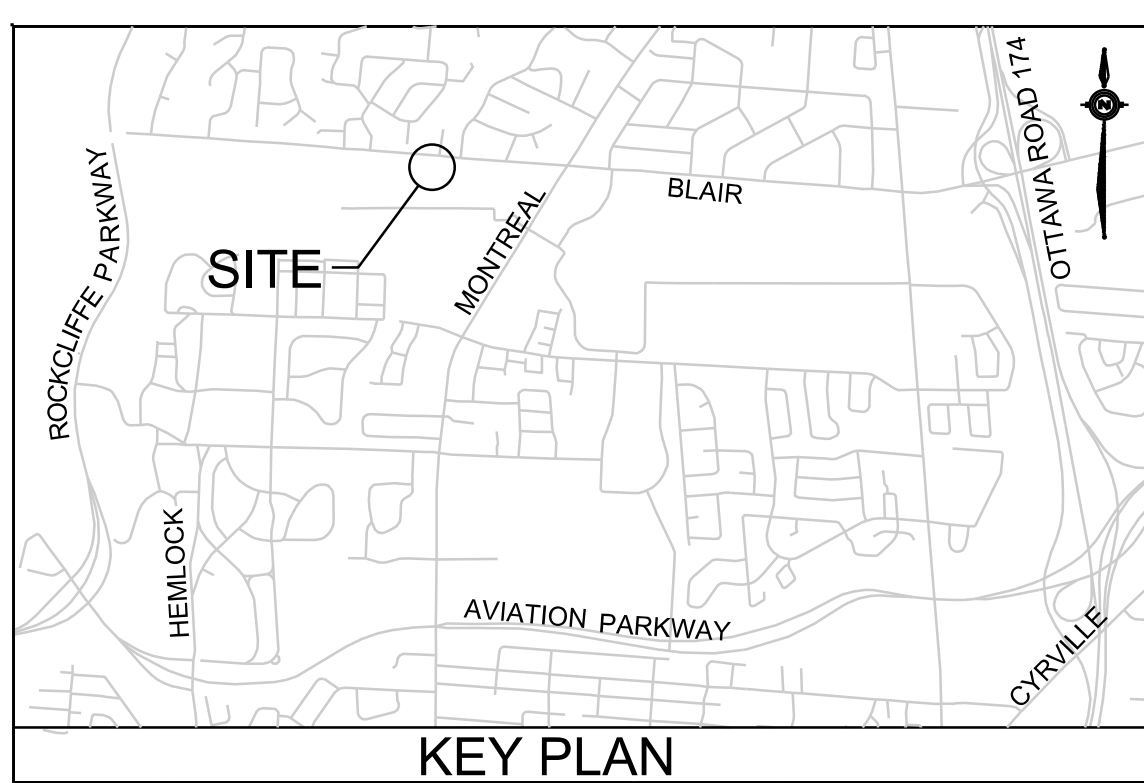 OTTAWA ROAD 174
N
ROCKCLIFFE PARKWAY
BLAIR
MONTREAL
SITE
HEMLOCK
AVIATION PARKWAY
CYRVILLE
KEY PLAN